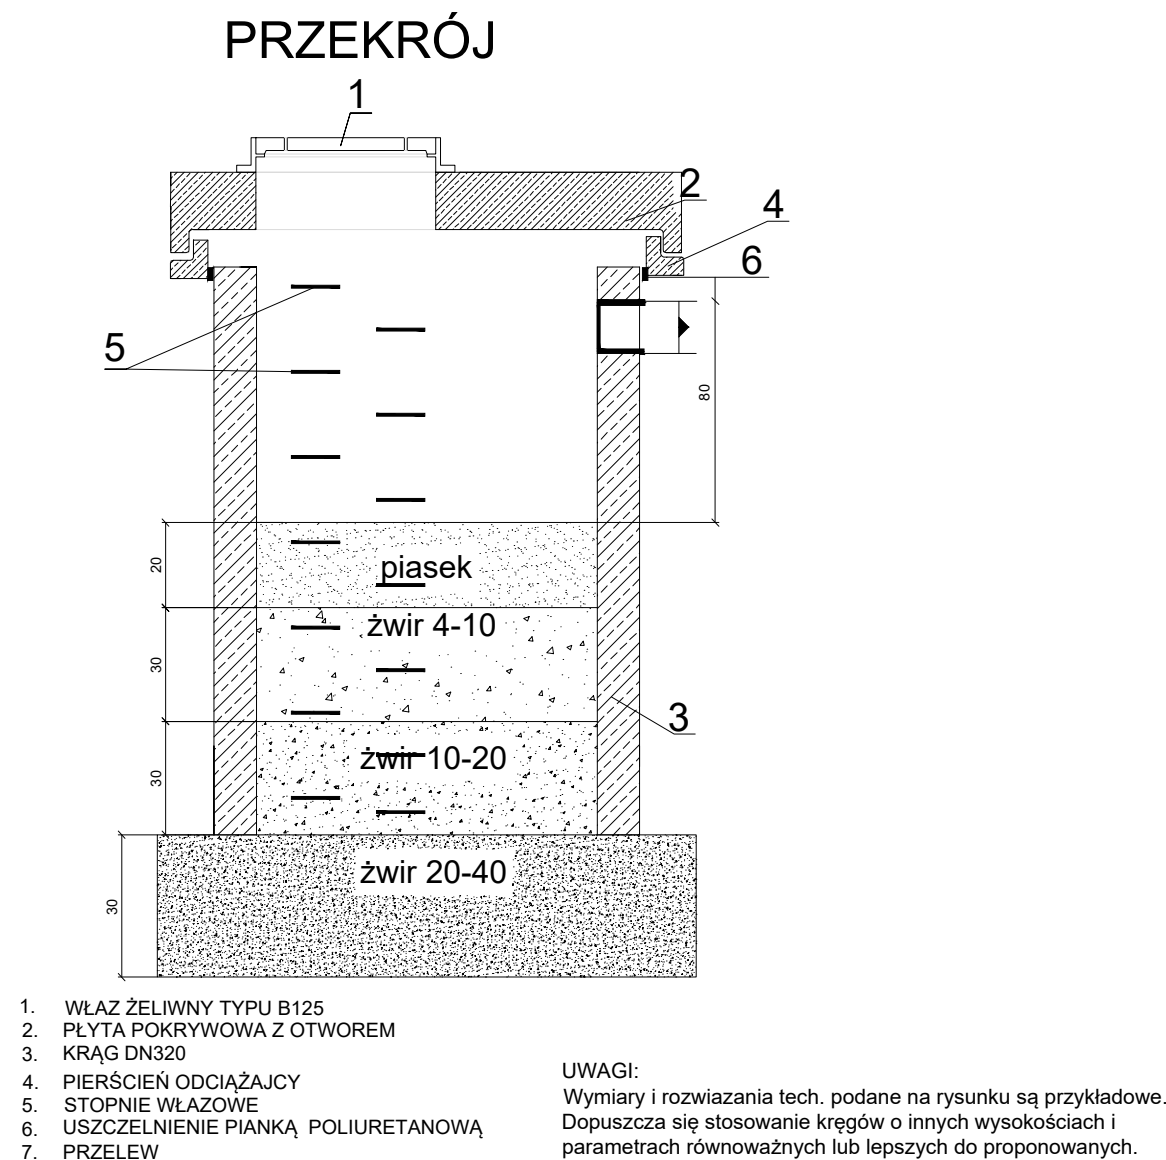 PRZEKRÓJ
1
2
4
6
5
80
20
piasek
żwir 4-10
30
3
żwir 10-20
30
żwir 20-40
30
1. WŁAZ ŻELIWNY TYPU B125
2. PŁYTA POKRYWOWA Z OTWOREM
3. KRĄG DN320
4. PIERŚCIEŃ ODCIĄŻAJCY
5. STOPNIE WŁAZOWE
6. USZCZELNIENIE PIANKĄ POLIURETANOWĄ
7. PRZELEW
UWAGI:
Wymiary i rozwiazania tech. podane na rysunku są przykładowe.
Dopuszcza się stosowanie kręgów o innych wysokościach i
parametrach równoważnych lub lepszych do proponowanych.